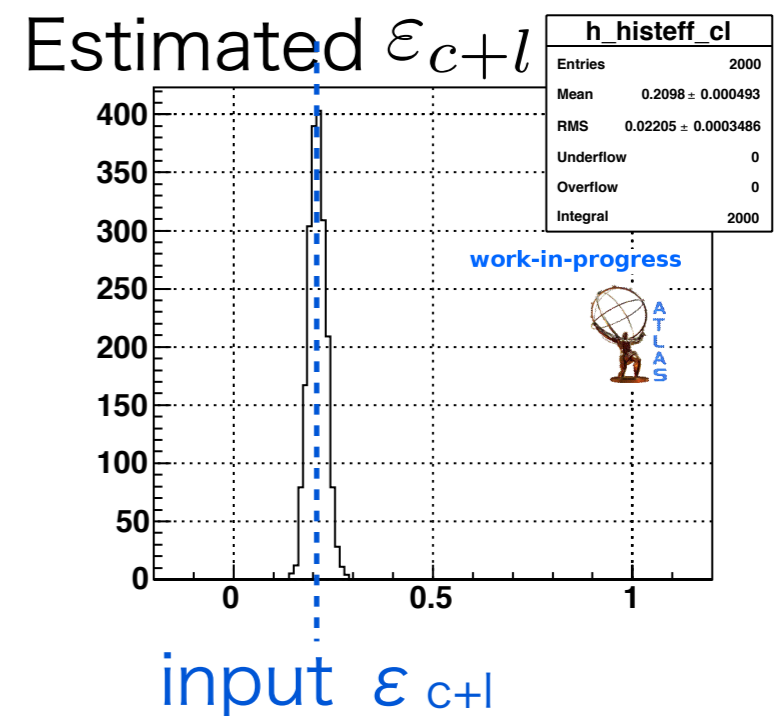 Estimated εc+l
h_histeff_cl
Entries 2000
Mean 0.2098 ± 0.000493
RMS 0.02205 ± 0.0003486
Underflow 0
Overflow 0
Integral 2000
400
350
300
250
200
150
100
50
0
work-in-progress
ATLAS
0 0.5 1
input ε c+l